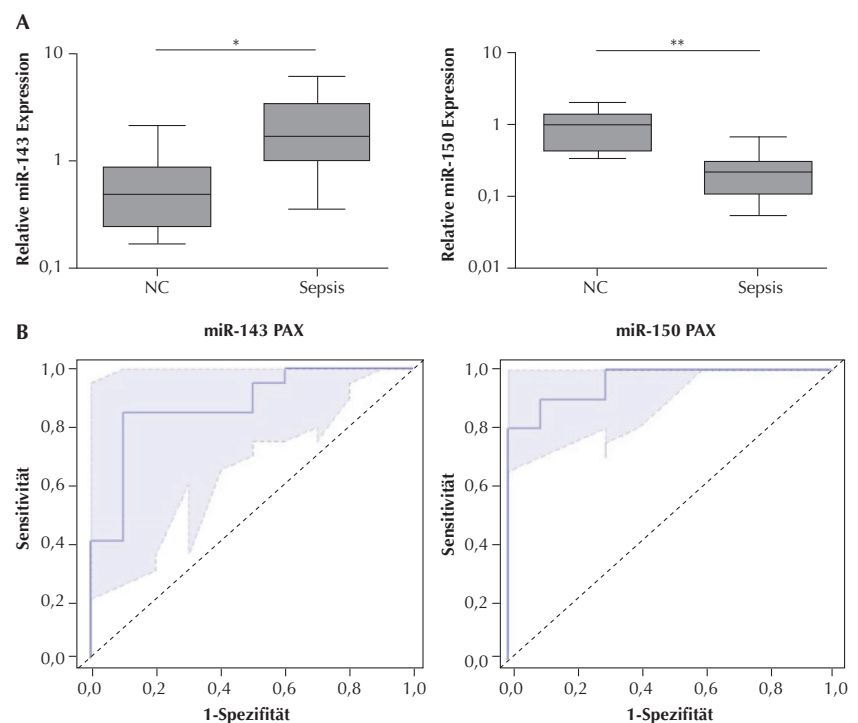 A
Relative miR-143 Expression
10
1
0,1
*
NC
Sepsis
Relative miR-150 Expression
10
1
0,1
0,01
**
NC
Sepsis
B
miR-143 PAX
Sensitivität
1,0
0,8
0,6
0,4
0,2
0,0
0,0
0,2
0,4
0,6
0,8
1,0
1-Spezifität
miR-150 PAX
Sensitivität
1,0
0,8
0,6
0,4
0,2
0,0
0,0
0,2
0,4
0,6
0,8
1,0
1-Spezifität